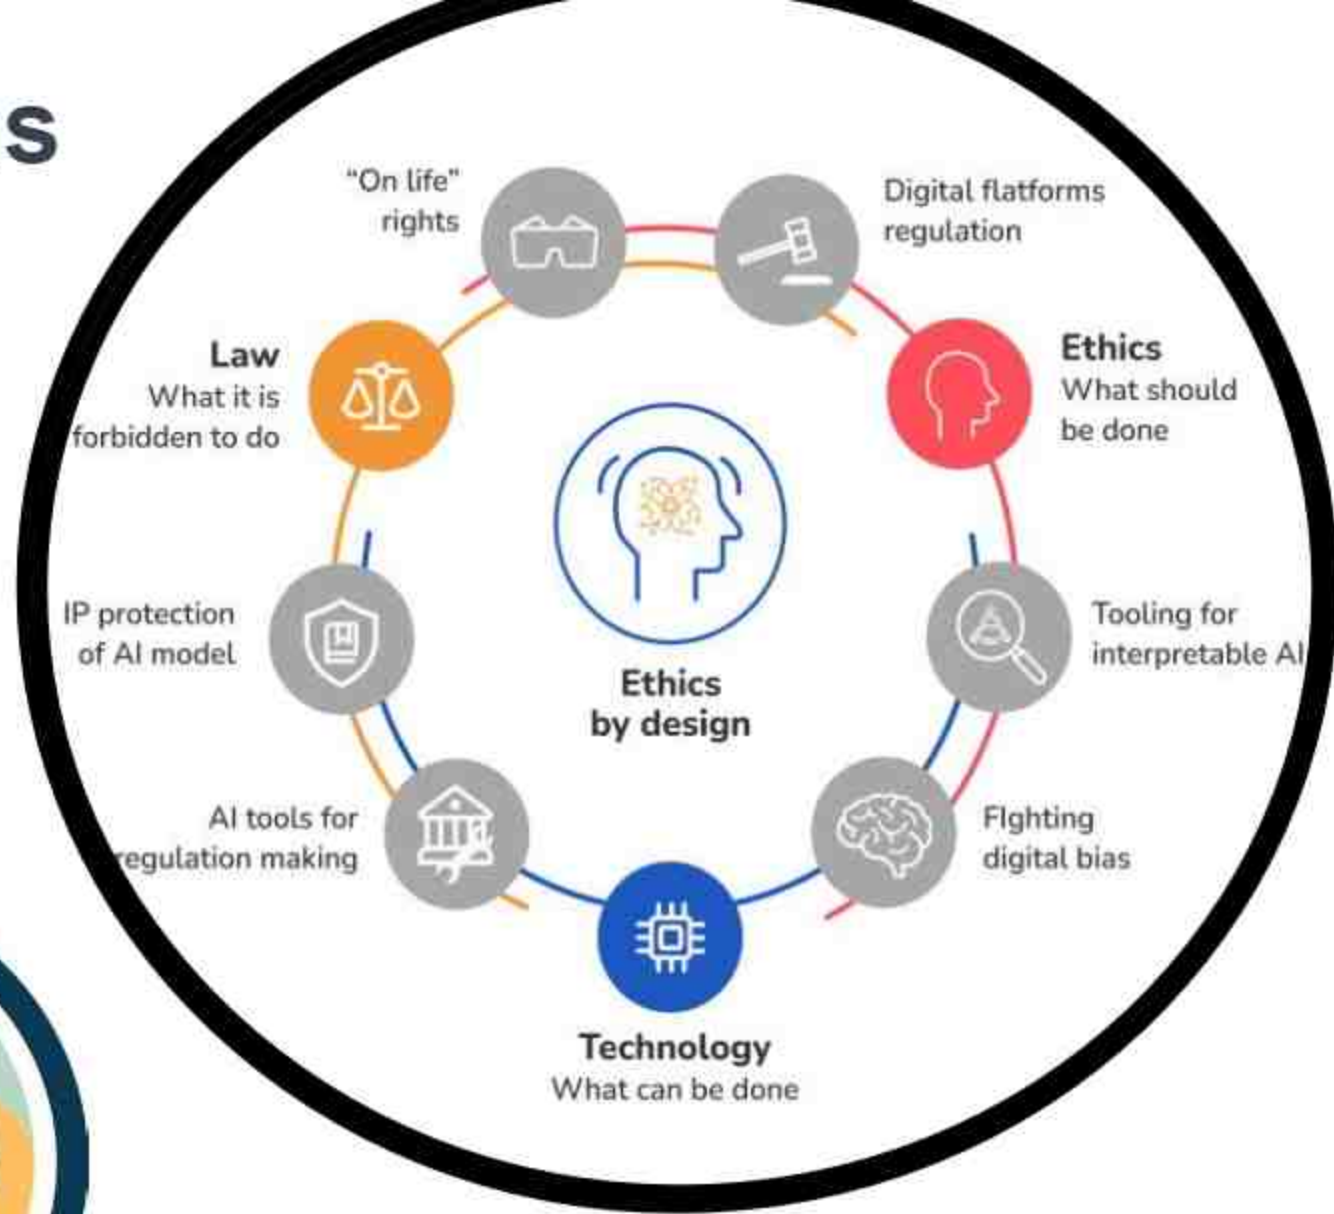 s
“On life”
rights
Digital flatforms
regulation
Law
What it is
forbidden to do
Ethics
What should
be done
IP protection
of AI model
Tooling for
interpretable AI
Ethics
by design
AI tools for
regulation making
FIghting
digital bias
Technology
What can be done